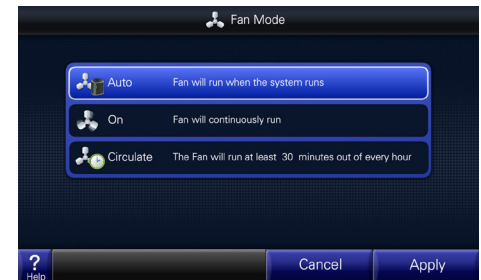 Fan Mode
Auto Fan will run when the system runs
On Fan will continuously run
Circulate The Fan will run at least 30 minutes out of every hour
?
Help
Cancel Apply